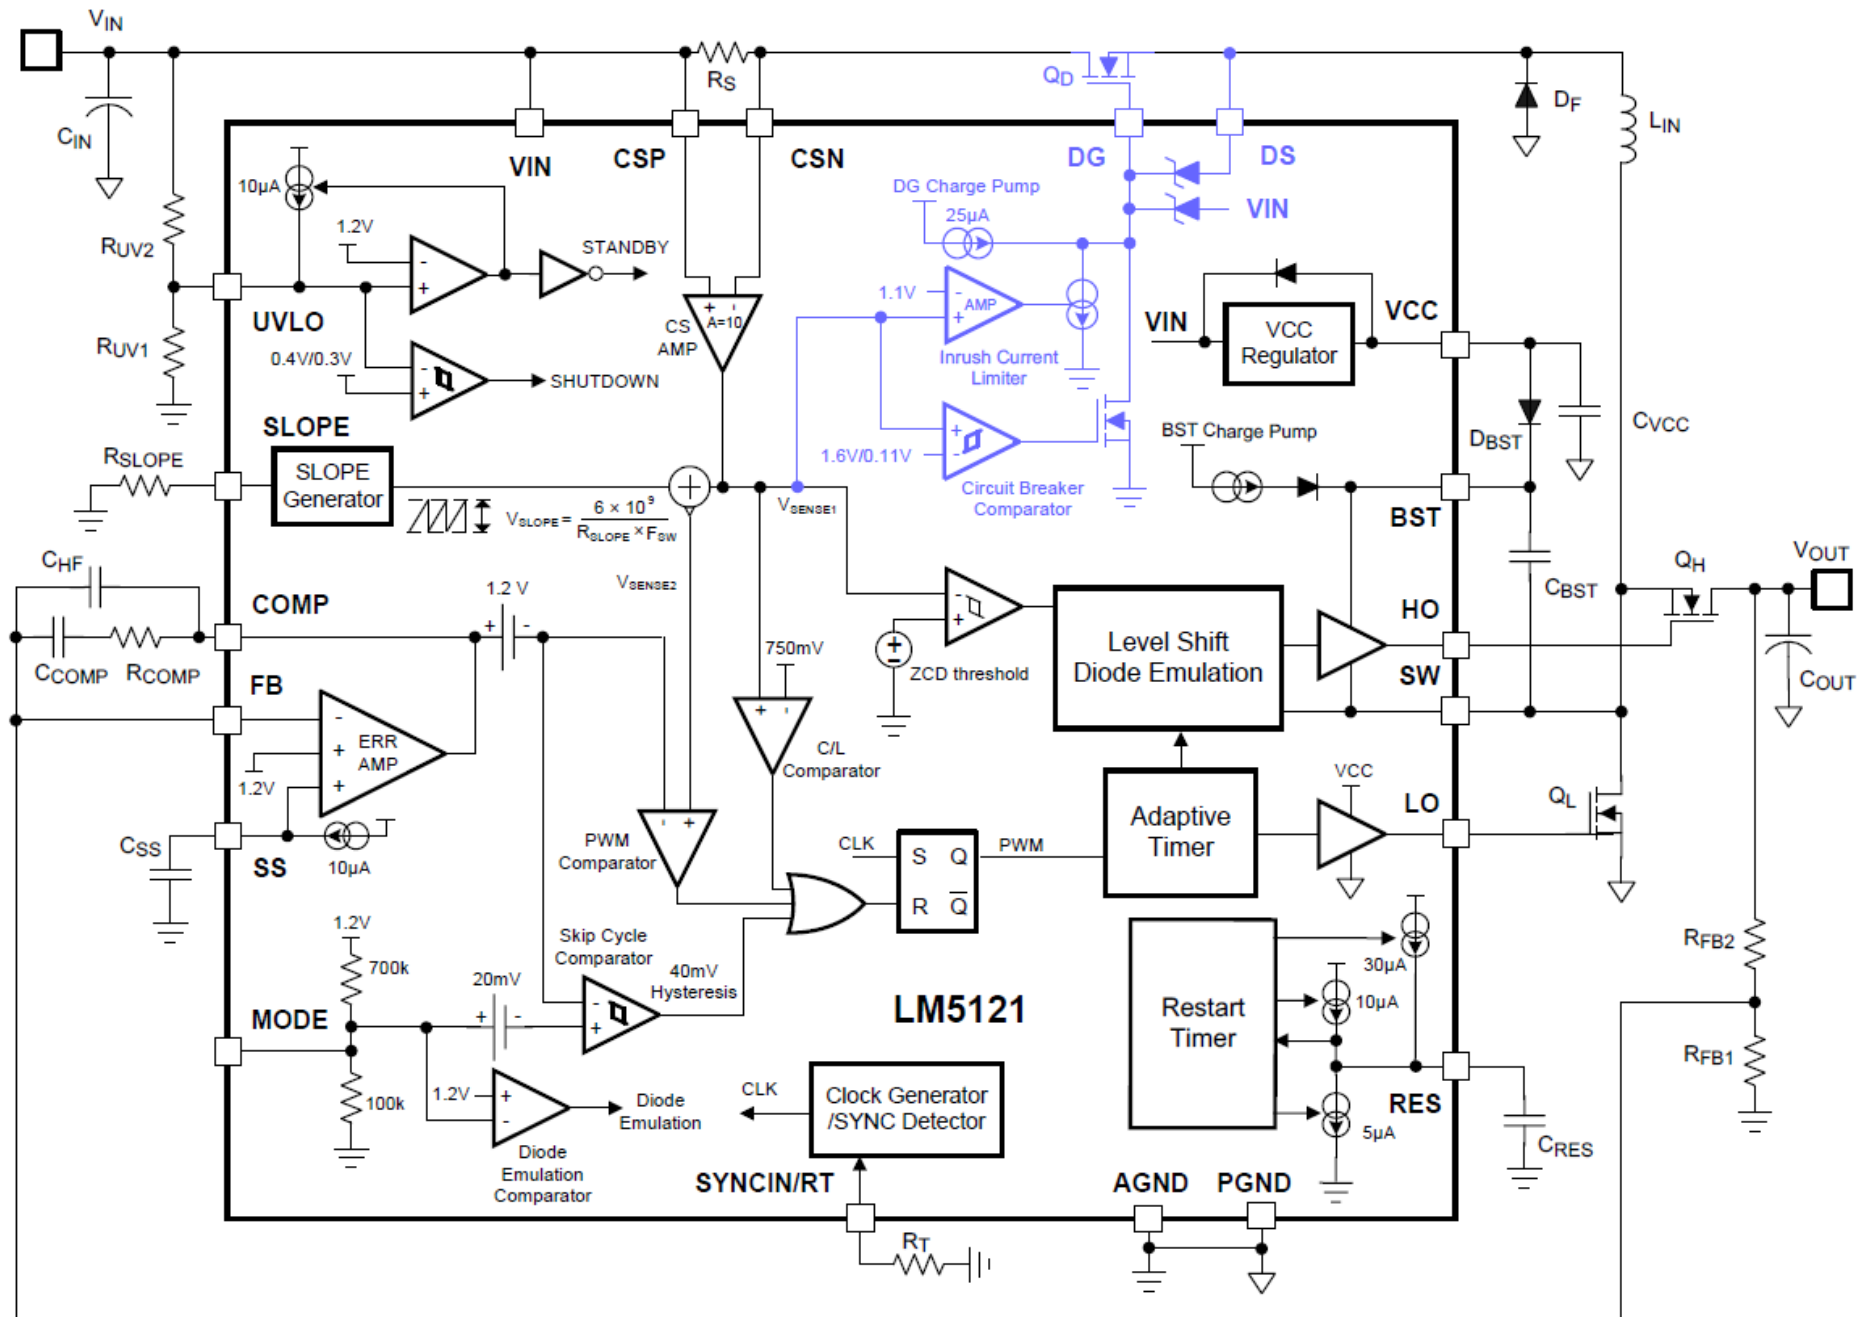 VIN
RS
QD
DF
LIN
CIN
RUV2
RUV1
VIN
CSP
CSN
DG
DS
10µA
1.2V
-
+
STANDBY
UVLO
0.4V/0.3V
-
+
SHUTDOWN
+ -
A=10
CS
AMP
DG Charge Pump
25µA
VIN
1.1V
-
+
AMP
Inrush Current
Limiter
1.6V/0.11V
+
-
Circuit Breaker
Comparator
VIN
VCC
Regulator
VCC
CVCC
DBST
BST Charge Pump
BST
CBST
RSLOPE
SLOPE
SLOPE
Generator
VSLOPE = 6 × 10⁹
RSLOPE × FSW
+
VSENSE1
VSENSE2
CHF
CCOMP
RCOMP
COMP
1.2 V
+ -
FB
-
+
+
ERR
AMP
1.2V
CSS
SS
10µA
750mV
+ -
C/L
Comparator
- +
PWM
Comparator
-
+
+
-
ZCD threshold
Level Shift
Diode Emulation
HO
SW
QH
VOUT
COUT
Adaptive
Timer
VCC
LO
QL
CLK
S Q
R Q
PWM
1.2V
700k
MODE
100k
20mV
+ -
Skip Cycle
Comparator
-
+
40mV
Hysteresis
1.2V
+
-
Diode
Emulation
Diode
Emulation
Comparator
LM5121
CLK
Clock Generator
/SYNC Detector
SYNCIN/RT
RT
Restart
Timer
30µA
10µA
5µA
RES
CRES
AGND
PGND
RFB2
RFB1